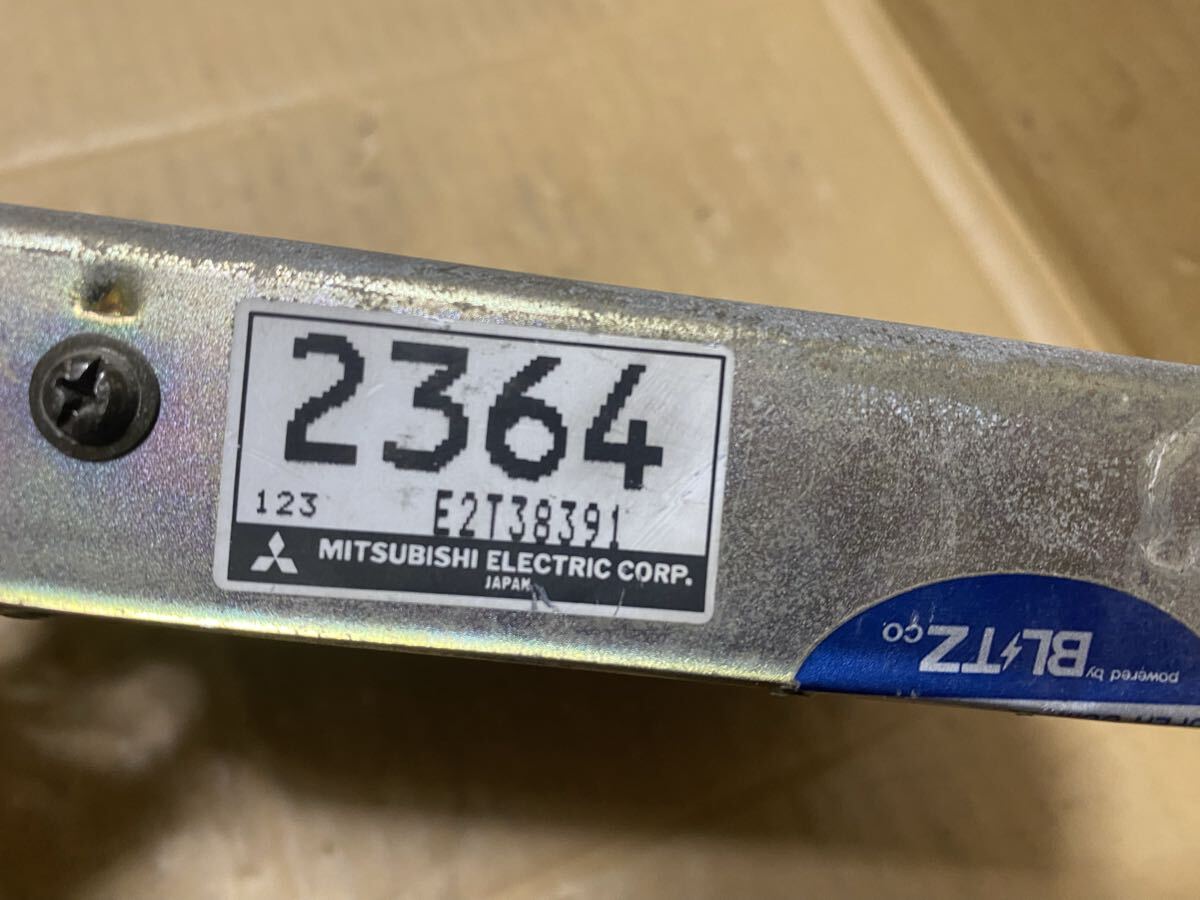 2364
123 E2T38391
MITSUBISHI ELECTRIC CORP.
JAPAN
powered by BLITZ CO.